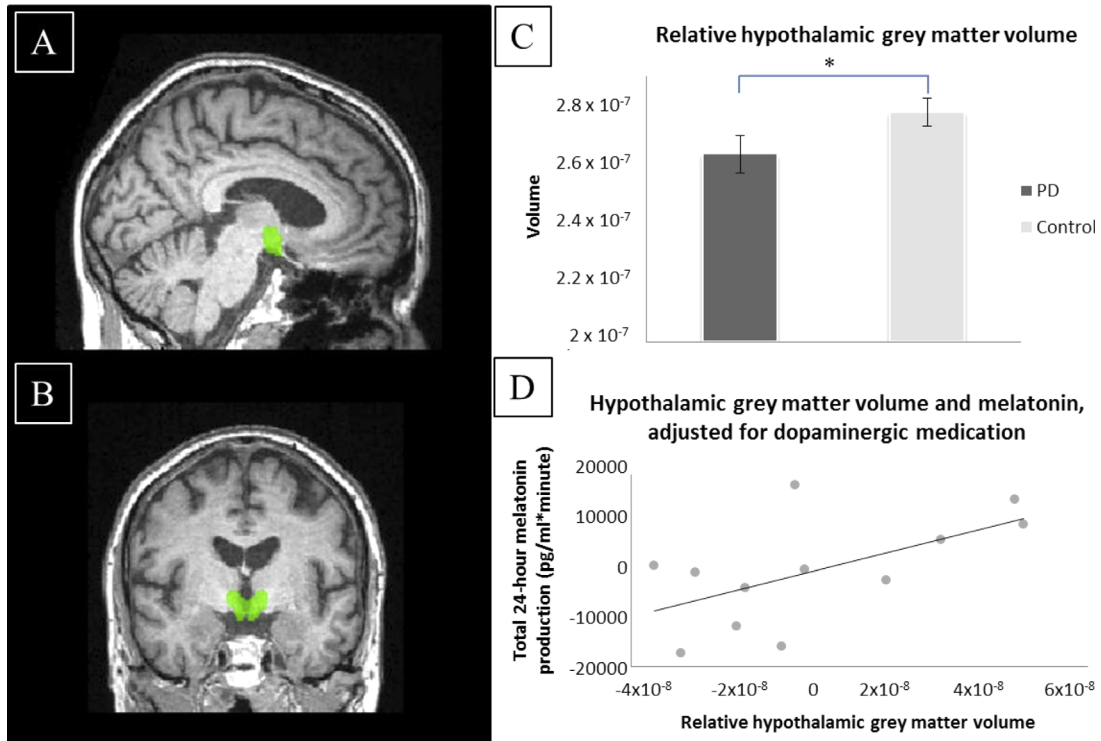 A
B
C
Relative hypothalamic grey matter volume
*
2.8 x 10⁻⁷
2.6 x 10⁻⁷
2.4 x 10⁻⁷
2.2 x 10⁻⁷
2 x 10⁻⁷
Volume
PD
Control
D
Hypothalamic grey matter volume and melatonin,
adjusted for dopaminergic medication
Total 24-hour melatonin
production (pg/ml*minute)
20000
10000
0
-10000
-20000
-4x10⁻⁸ -2x10⁻⁸ 0 2x10⁻⁸ 4x10⁻⁸ 6x10⁻⁸
Relative hypothalamic grey matter volume